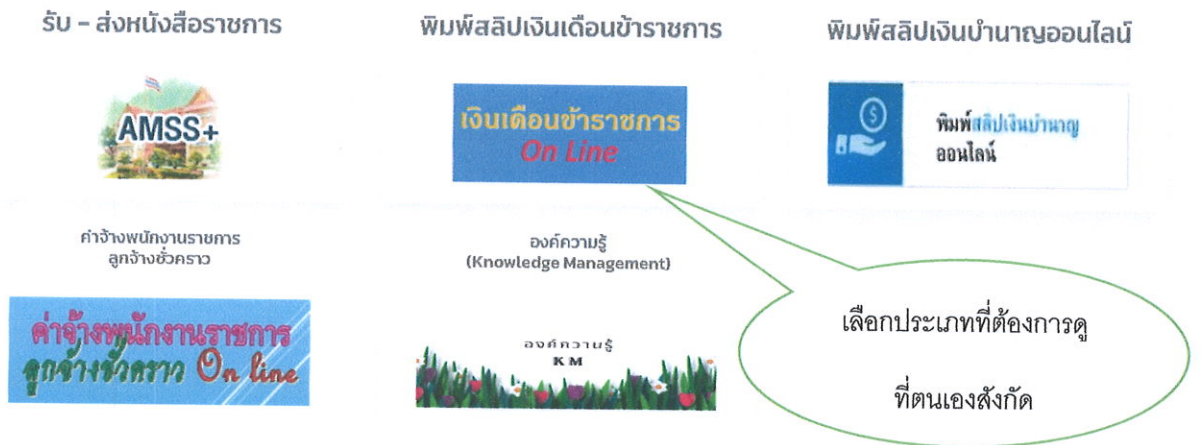 รับ - ส่งหนังสือราชการ
พิมพ์สลิปเงินเดือนข้าราชการ
พิมพ์สลิปเงินบำนาญออนไลน์
AMSS+
เงินเดือนข้าราชการ
On Line
พิมพ์สลิปเงินบำนาญ
ออนไลน์
ค่าจ้างพนักงานราชการ
ลูกจ้างชั่วคราว
องค์ความรู้
(Knowledge Management)
ค่าจ้างพนักงานราชการ
ลูกจ้างชั่วคราว On line
องค์ความรู้
KM
เลือกประเภทที่ต้องการดู
ที่ตนเองสังกัด